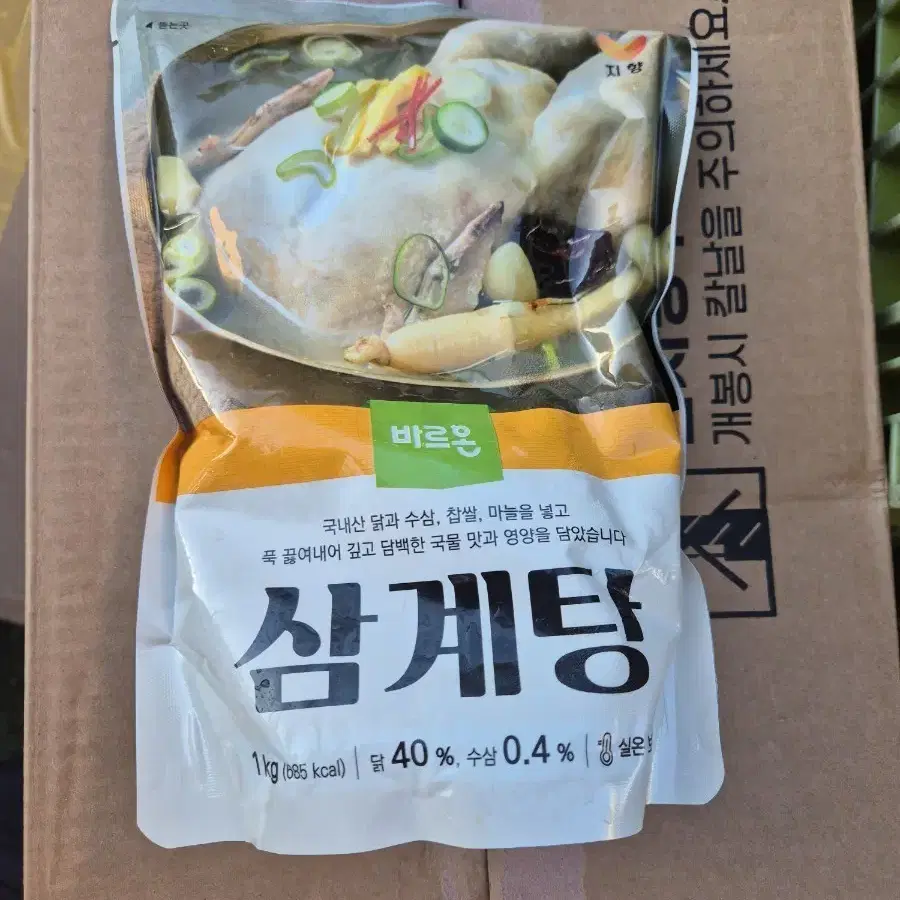 ◀ 뜯는곳
지향
바르온
국내산 닭과 수삼, 찹쌀, 마늘을 넣고
푹 끓여내어 깊고 담백한 국물 맛과 영양을 담았습니다
삼계탕
1kg (685 kcal) | 닭 40 %, 수삼 0.4 % | 실온
개봉시 칼날을 주의하세요